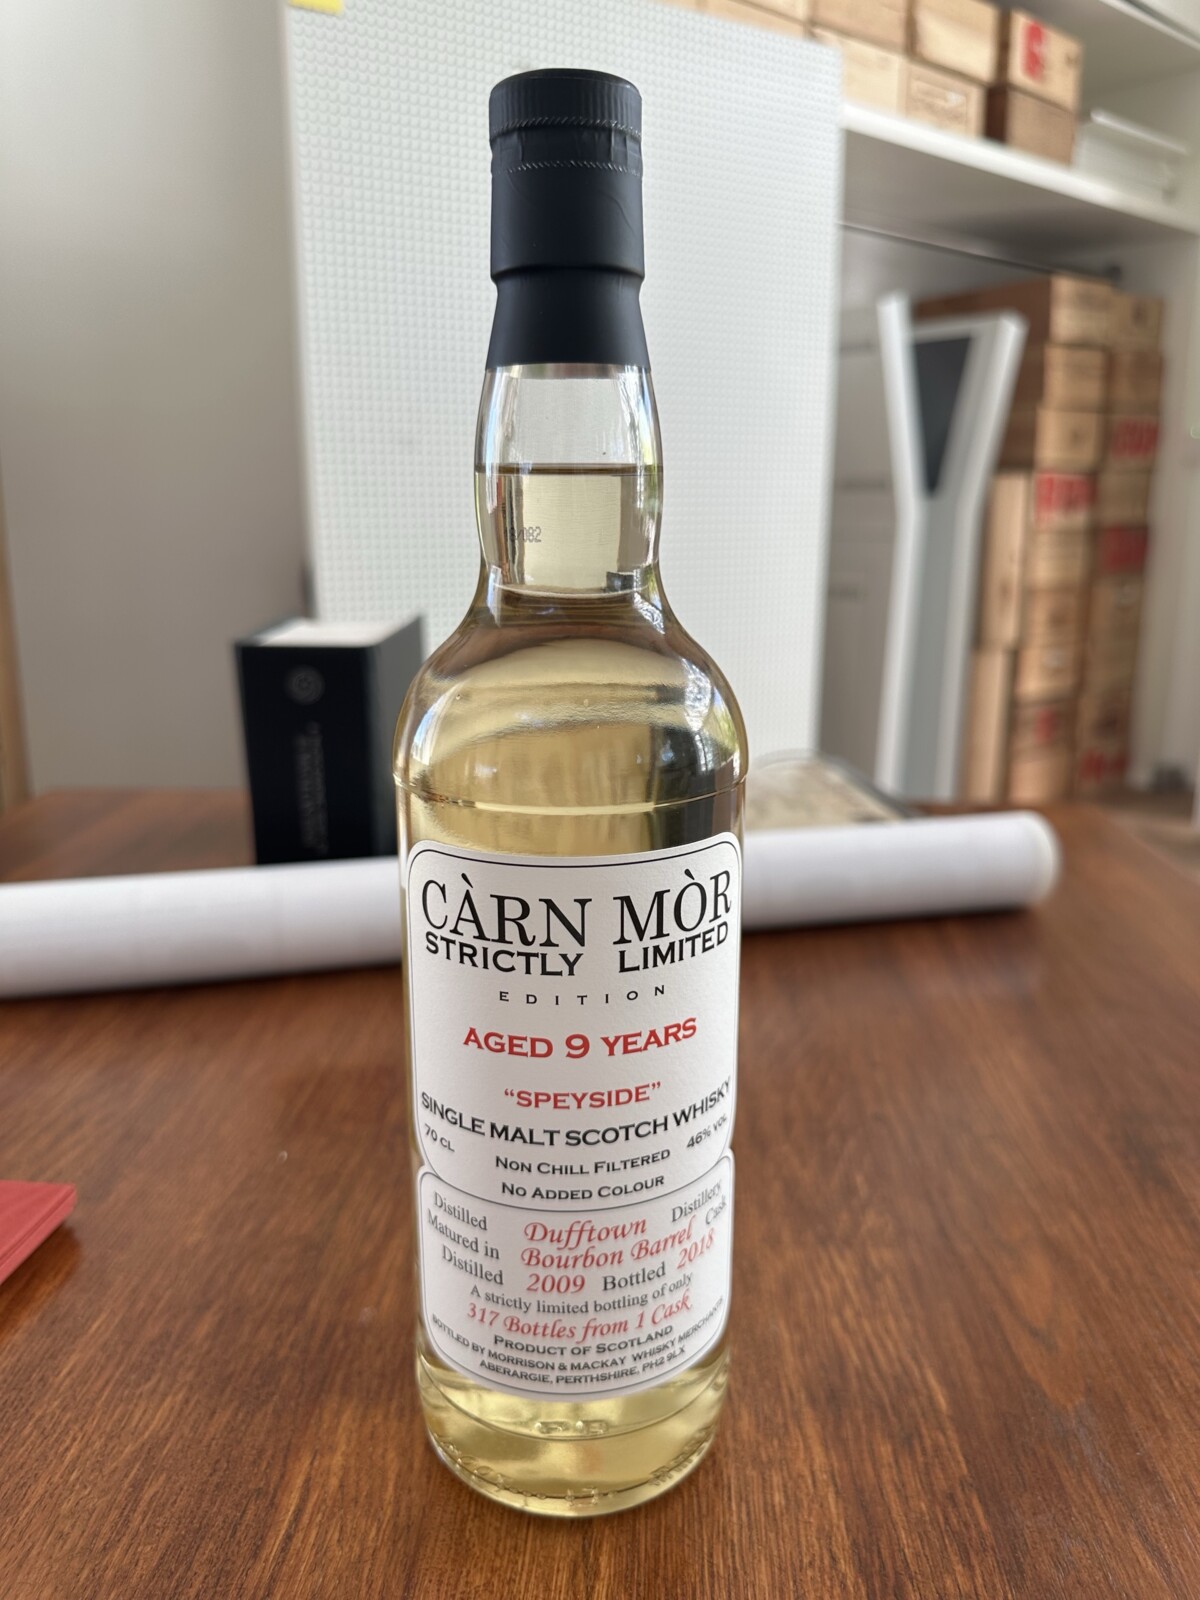 CÀRN MÒR
STRICTLY LIMITED
EDITION
AGED 9 YEARS
“SPEYSIDE”
SINGLE MALT SCOTCH WHISKY
70 CL 46% VOL
NON CHILL FILTERED
NO ADDED COLOUR
Distilled Dufftown Distillery
Matured in Bourbon Barrel Cask
Distilled 2009 Bottled 2018
A strictly limited bottling of only
317 Bottles from 1 Cask
PRODUCT OF SCOTLAND
BOTTLED BY MORRISON & MACKAY WHISKY MERCHANTS
ABERARGIE, PERTHSHIRE, PH2 9LX